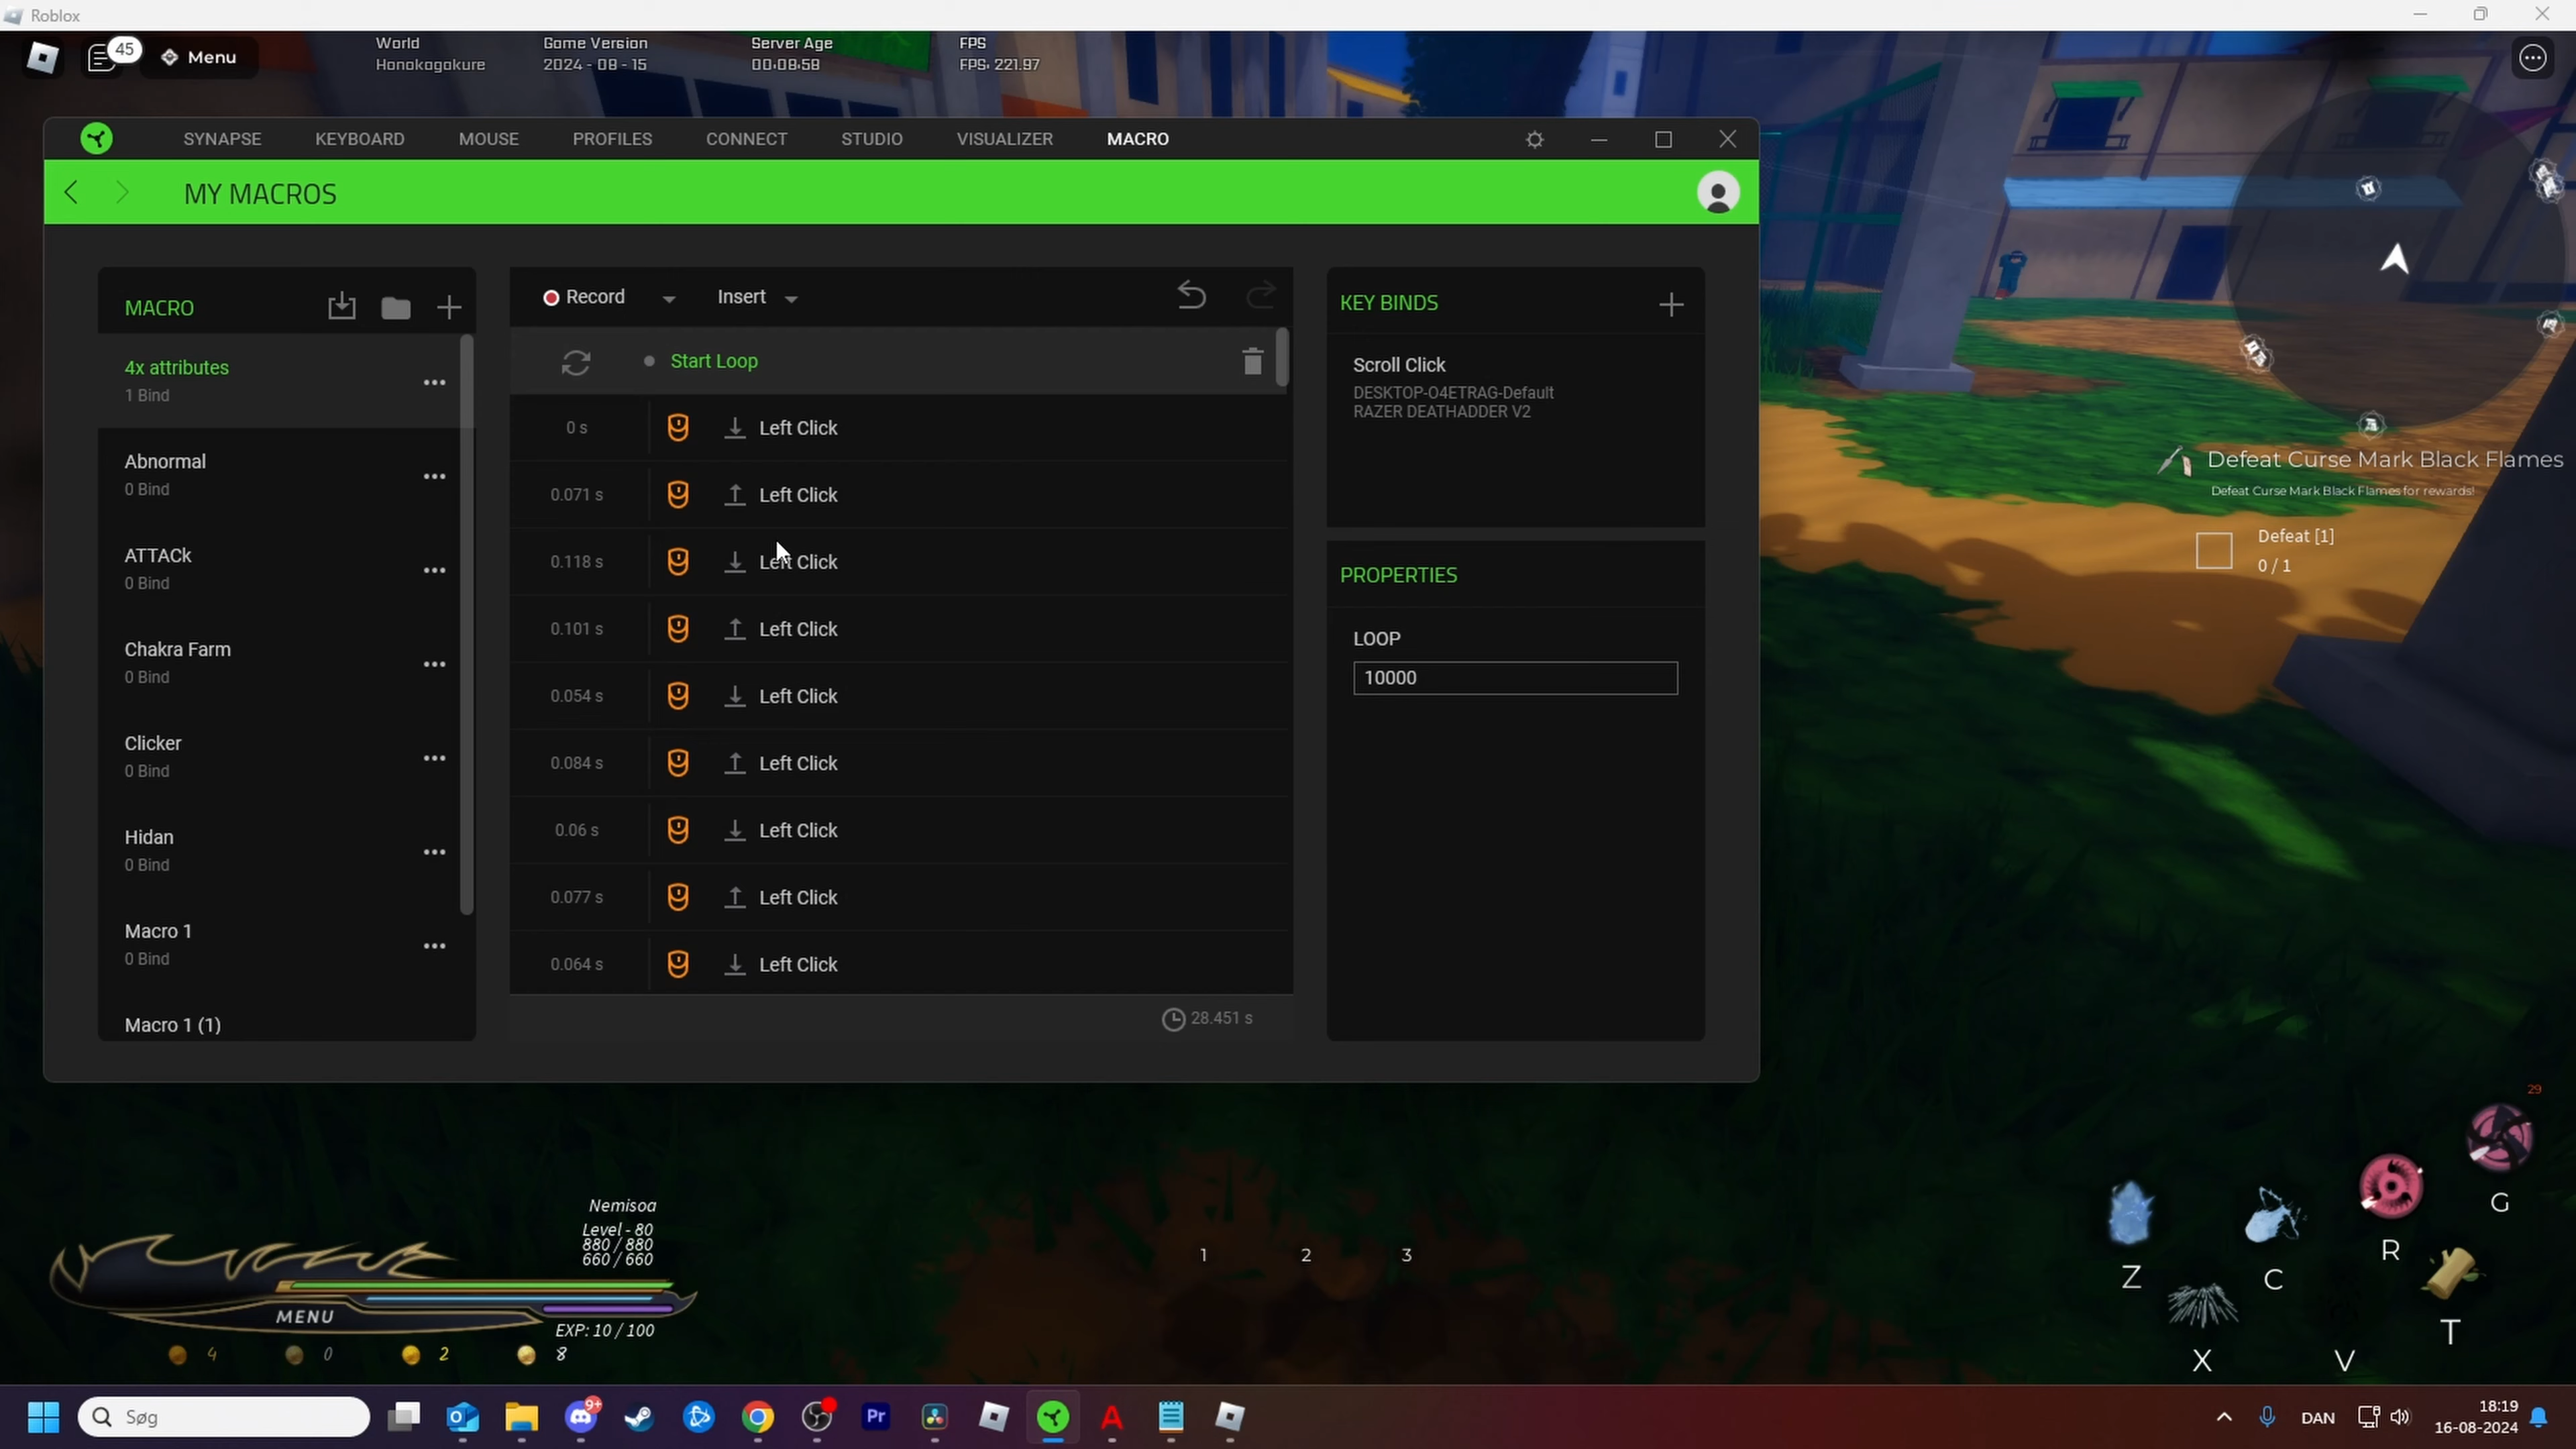 Roblox
45
Menu
World
Honokagakure
Game Version
2024 - 08 - 15
Server Age
00:08:58
FPS
FPS: 221.97
SYNAPSE
KEYBOARD
MOUSE
PROFILES
CONNECT
STUDIO
VISUALIZER
MACRO
MY MACROS
MACRO
4x attributes
1 Bind
Abnormal
0 Bind
ATTACk
0 Bind
Chakra Farm
0 Bind
Clicker
0 Bind
Hidan
0 Bind
Macro 1
0 Bind
Macro 1 (1)
Record
Insert
Start Loop
0 s Left Click
0.071 s Left Click
0.118 s Left Click
0.101 s Left Click
0.054 s Left Click
0.084 s Left Click
0.06 s Left Click
0.077 s Left Click
0.064 s Left Click
28.451 s
KEY BINDS
Scroll Click
DESKTOP-O4ETRAG-Default
RAZER DEATHADDER V2
PROPERTIES
LOOP
10000
Defeat Curse Mark Black Flames
Defeat Curse Mark Black Flames for rewards!
Defeat [1]
0 / 1
Nemisoa
Level - 80
880 / 880
660 / 660
MENU
EXP: 10 / 100
4
0
2
8
1
2
3
29
G
R
Z
C
T
X
V
Søg
9+
Pr
DAN
18:19
16-08-2024